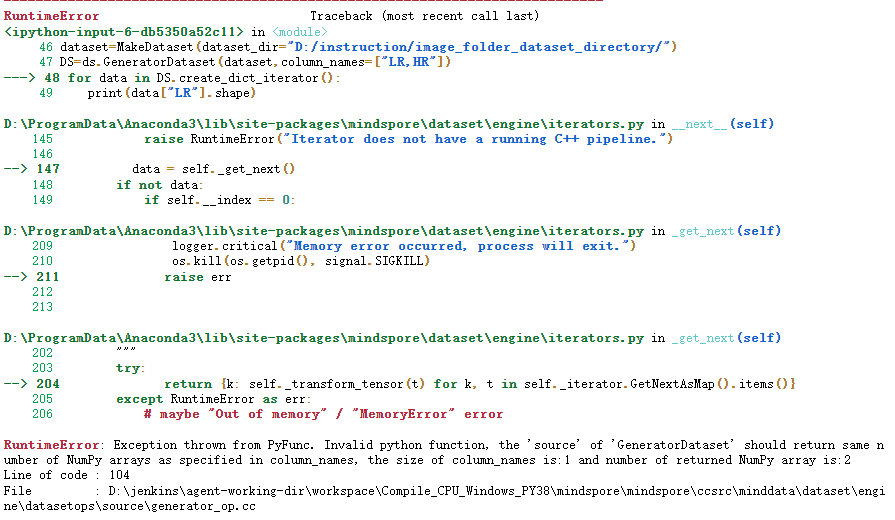 RuntimeError                              Traceback (most recent call last)
<ipython-input-6-db5350a52c11> in <module>
     46 dataset=MakeDataset(dataset_dir="D:/instruction/image_folder_dataset_directory/")
     47 DS=ds.GeneratorDataset(dataset,column_names=["LR,HR"])
---> 48 for data in DS.create_dict_iterator():
     49     print(data["LR"].shape)
D:\ProgramData\Anaconda3\lib\site-packages\mindspore\dataset\engine\iterators.py in __next__(self)
    145             raise RuntimeError("Iterator does not have a running C++ pipeline.")
    146
--> 147         data = self._get_next()
    148         if not data:
    149             if self.__index == 0:
D:\ProgramData\Anaconda3\lib\site-packages\mindspore\dataset\engine\iterators.py in _get_next(self)
    209                 logger.critical("Memory error occurred, process will exit.")
    210                 os.kill(os.getpid(), signal.SIGKILL)
--> 211             raise err
    212
    213
D:\ProgramData\Anaconda3\lib\site-packages\mindspore\dataset\engine\iterators.py in _get_next(self)
    202         """
    203         try:
--> 204             return {k: self._transform_tensor(t) for k, t in self._iterator.GetNextAsMap().items()}
    205         except RuntimeError as err:
    206             # maybe "Out of memory" / "MemoryError" error
RuntimeError: Exception thrown from PyFunc. Invalid python function, the 'source' of 'GeneratorDataset' should return same n
umber of NumPy arrays as specified in column_names, the size of column_names is:1 and number of returned NumPy array is:2
Line of code : 104
File         : D:\jenkins\agent-working-dir\workspace\Compile_CPU_Windows_PY38\mindspore\mindspore\ccsrc\minddata\dataset\engi
ne\datasetops\source\generator_op.cc